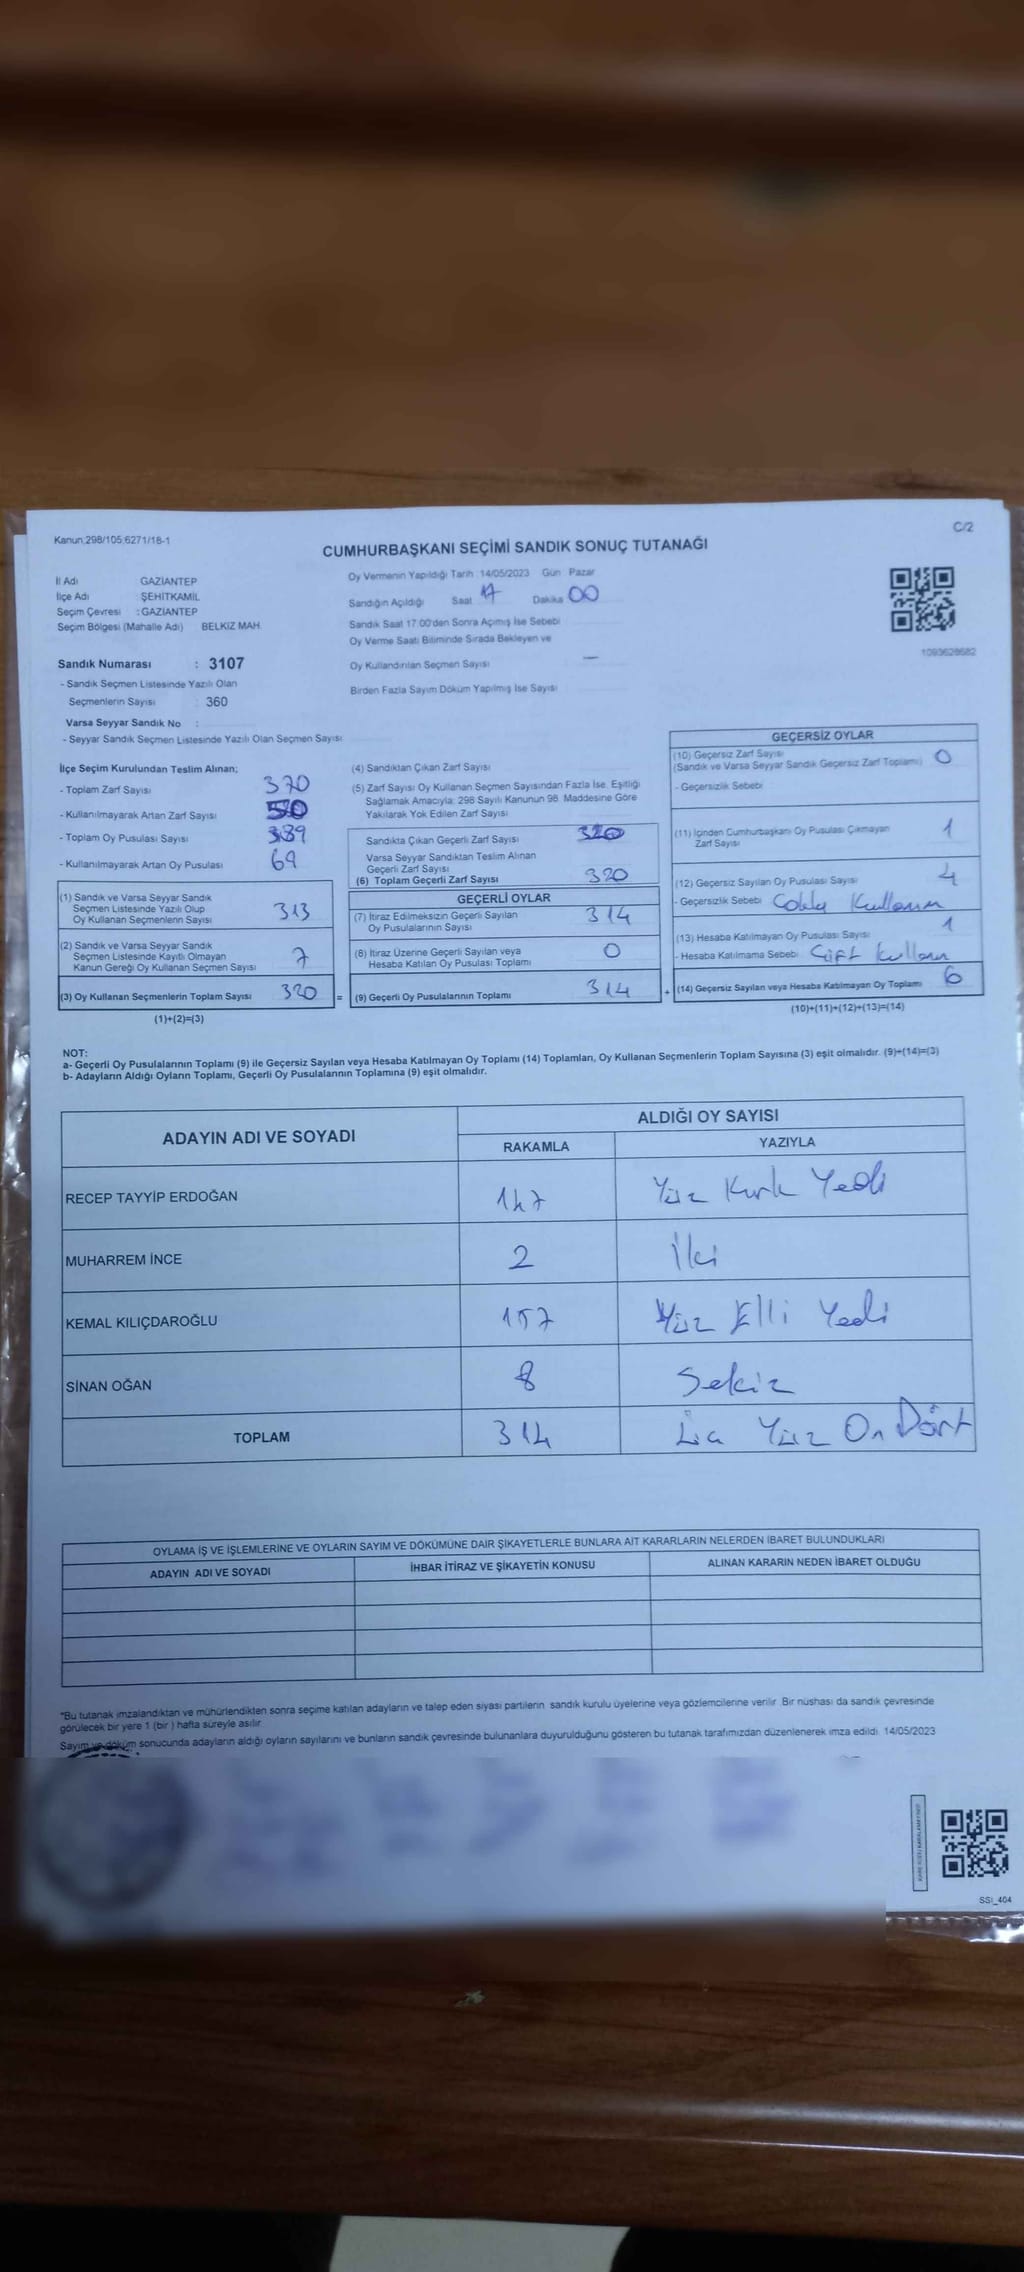 Kanun.298/105.6271/18-1
C/2
CUMHURBAŞKANI SEÇİMİ SANDIK SONUÇ TUTANAĞI
İl Adı : GAZİANTEP
İlçe Adı : ŞEHİTKAMİL
Seçim Çevresi : GAZİANTEP
Seçim Bölgesi (Mahalle Adı) BELKIZ MAH.
Oy Vermenin Yapıldığı Tarih 14/05/2023 Gün Pazar
Sandığın Açıldığı Saat 17 Dakika 00
Sandık Saat 17:00'den Sonra Açımış İse Sebebi
Oy Verme Saati Bitiminde Sırada Bekleyen ve
Oy Kullandırılan Seçmen Sayısı —
Birden Fazla Sayım Döküm Yapılmış İse Sayısı
1093628682
Sandık Numarası : 3107
- Sandık Seçmen Listesinde Yazılı Olan
Seçmenlerin Sayısı : 360
Varsa Seyyar Sandık No :
- Seyyar Sandık Seçmen Listesinde Yazılı Olan Seçmen Sayısı
İlçe Seçim Kurulundan Teslim Alınan;
- Toplam Zarf Sayısı 370
- Kullanılmayarak Artan Zarf Sayısı 50
- Toplam Oy Pusulası Sayısı 389
- Kullanılmayarak Artan Oy Pusulası 69
(1) Sandık ve Varsa Seyyar Sandık
Seçmen Listesinde Yazılı Olup
Oy Kullanan Seçmenlerin Sayısı 313
(2) Sandık ve Varsa Seyyar Sandık
Seçmen Listesinde Kayıtlı Olmayan
Kanun Gereği Oy Kullanan Seçmen Sayısı 7
(3) Oy Kullanan Seçmenlerin Toplam Sayısı 320 =
(1)+(2)=(3)
(4) Sandıktan Çıkan Zarf Sayısı
(5) Zarf Sayısı Oy Kullanan Seçmen Sayısından Fazla İse, Eşitliği
Sağlamak Amacıyla; 298 Sayılı Kanunun 98. Maddesine Göre
Yakılarak Yok Edilen Zarf Sayısı
Sandıkta Çıkan Geçerli Zarf Sayısı 320
Varsa Seyyar Sandıktan Teslim Alınan
Geçerli Zarf Sayısı
(6) Toplam Geçerli Zarf Sayısı 320
GEÇERLİ OYLAR
(7) İtiraz Edilmeksizin Geçerli Sayılan
Oy Pusulalarının Sayısı 314
(8) İtiraz Üzerine Geçerli Sayılan veya
Hesaba Katılan Oy Pusulası Toplamı 0
(9) Geçerli Oy Pusulalarının Toplamı 314 +
GEÇERSİZ OYLAR
(10) Geçersiz Zarf Sayısı
(Sandık ve Varsa Seyyar Sandık Geçersiz Zarf Toplamı) 0
- Geçersizlik Sebebi
(11) İçinden Cumhurbaşkanı Oy Pusulası Çıkmayan
Zarf Sayısı 1
(12) Geçersiz Sayılan Oy Pusulası Sayısı 4
- Geçersizlik Sebebi
(13) Hesaba Katılmayan Oy Pusulası Sayısı 1
- Hesaba Katılmama Sebebi Çift
(14) Geçersiz Sayılan veya Hesaba Katılmayan Oy Toplamı 6
(10)+(11)+(12)+(13)=(14)
NOT:
a- Geçerli Oy Pusulalarının Toplamı (9) ile Geçersiz Sayılan veya Hesaba Katılmayan Oy Toplamı (14) Toplamları, Oy Kullanan Seçmenlerin Toplam Sayısına (3) eşit olmalıdır. (9)+(14)=(3)
b- Adayların Aldığı Oyların Toplamı, Geçerli Oy Pusulalarının Toplamına (9) eşit olmalıdır.
ADAYIN ADI VE SOYADI
ALDIĞI OY SAYISI
RAKAMLA YAZIYLA
RECEP TAYYİP ERDOĞAN 147 Yüz Kırk Yedi
MUHARREM İNCE 2 İki
KEMAL KILIÇDAROĞLU 157 Yüz Elli Yedi
SİNAN OĞAN 8 Sekiz
TOPLAM 314 Üç Yüz On Dört
OYLAMA İŞ VE İŞLEMLERİNE VE OYLARIN SAYIM VE DÖKÜMÜNE DAİR ŞİKAYETLERLE BUNLARA AİT KARARLARIN NELERDEN İBARET BULUNDUKLARI
ADAYIN ADI VE SOYADI İHBAR İTİRAZ VE ŞİKAYETİN KONUSU ALINAN KARARIN NEDEN İBARET OLDUĞU
"Bu tutanak imzalandıktan ve mühürlendikten sonra seçime katılan adayların ve talep eden siyasi partilerin sandık kurulu üyelerine veya gözlemcilerine verilir. Bir nüshası da sandık çevresinde
görülecek bir yere 1 (bir ) hafta süreyle asılır.
Sayım ve döküm sonucunda adayların aldığı oyların sayılarını ve bunların sandık çevresinde bulunanlara duyurulduğunu gösteren bu tutanak tarafımızdan düzenlenerek imza edildi. 14/05/2023
SSI_404